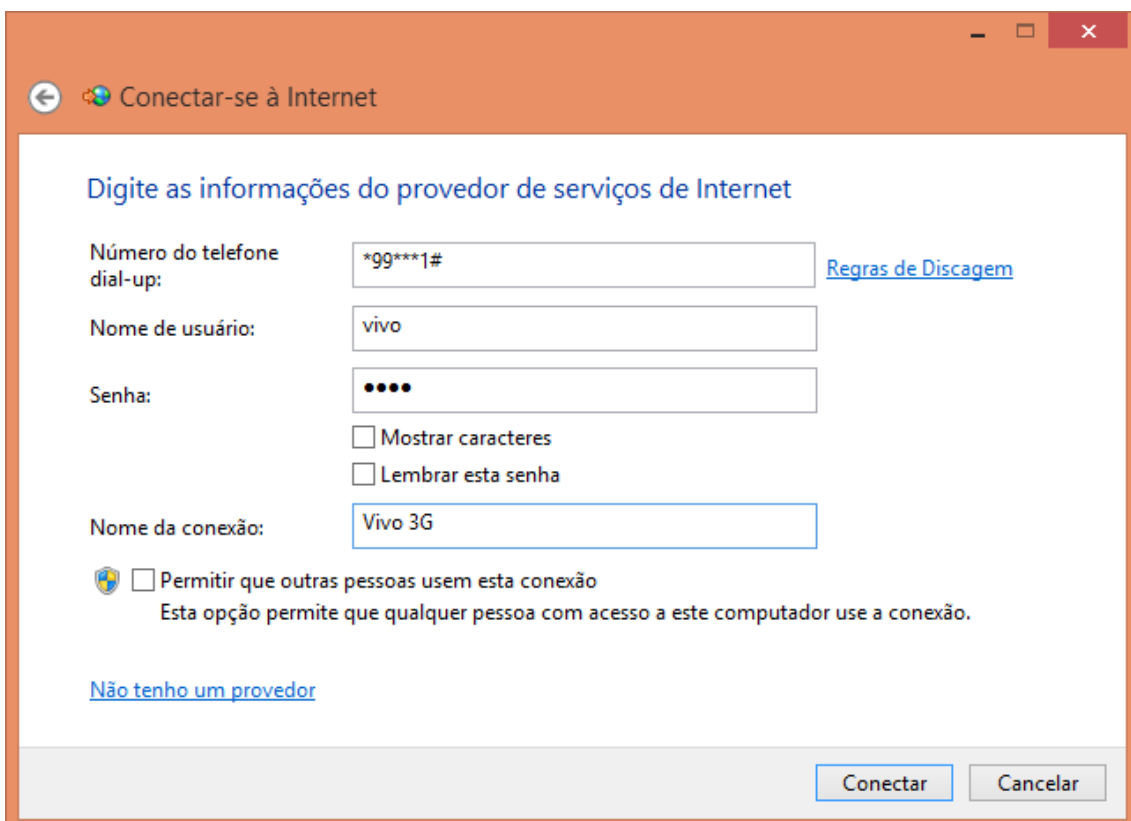 Conectar-se à Internet
Digite as informações do provedor de serviços de Internet
Número do telefone
dial-up:
*99***1#
Regras de Discagem
Nome de usuário:
vivo
Senha:
••••
Mostrar caracteres
Lembrar esta senha
Nome da conexão:
Vivo 3G
Permitir que outras pessoas usem esta conexão
Esta opção permite que qualquer pessoa com acesso a este computador use a conexão.
Não tenho um provedor
Conectar
Cancelar